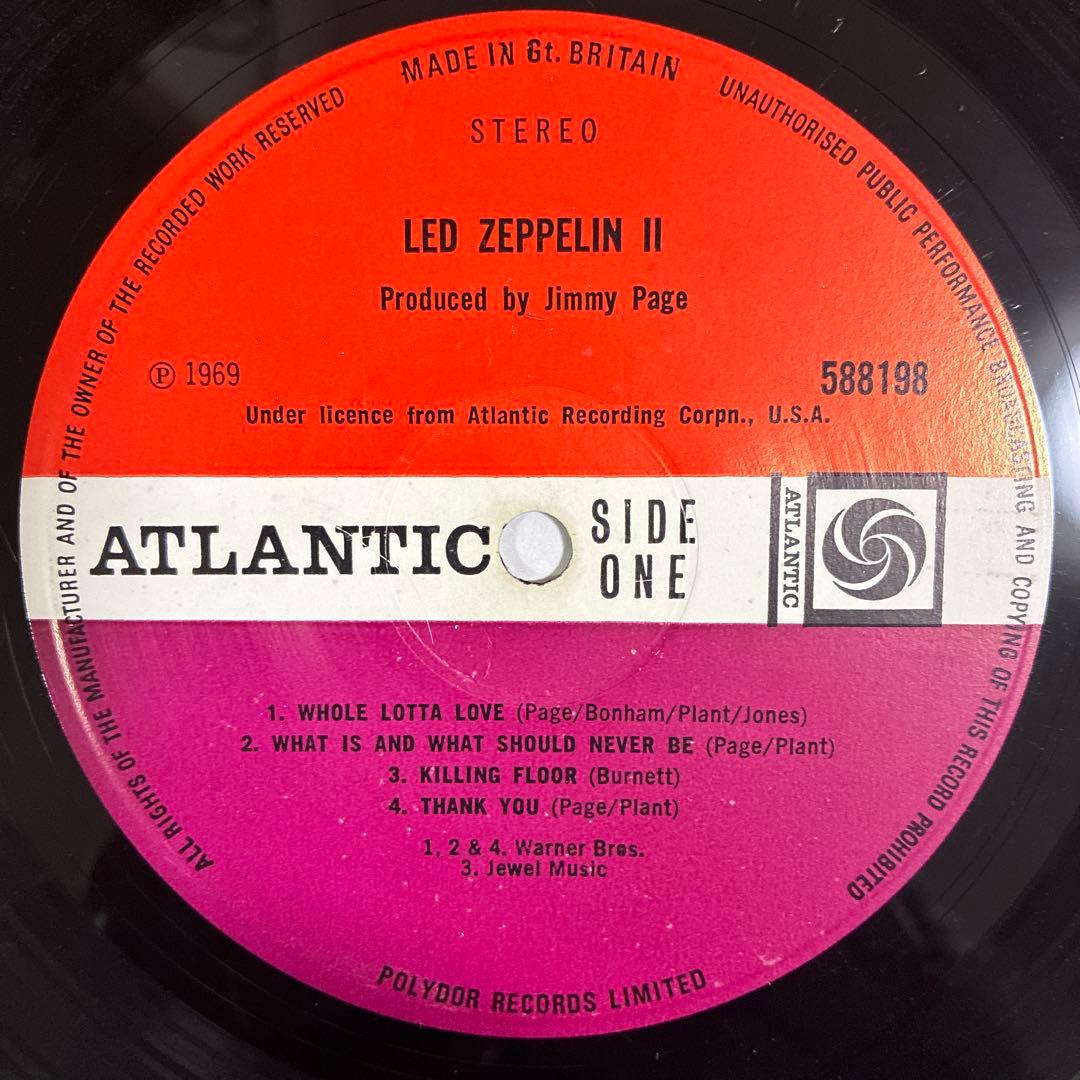 MADE IN Gt. BRITAIN
UNAUTHORISED PUBLIC PERFORMANCE BROADCASTING AND COPYING OF THIS RECORD PROHIBITED
ALL RIGHTS OF THE MANUFACTURER AND OF THE OWNER OF THE RECORDED WORK RESERVED
STEREO
LED ZEPPELIN II
Produced by Jimmy Page
℗ 1969
588198
Under licence from Atlantic Recording Corpn., U.S.A.
ATLANTIC
SIDE
ONE
ATLANTIC
1. WHOLE LOTTA LOVE (Page/Bonham/Plant/Jones)
2. WHAT IS AND WHAT SHOULD NEVER BE (Page/Plant)
3. KILLING FLOOR (Burnett)
4. THANK YOU (Page/Plant)
1, 2 & 4. Warner Bros.
3. Jewel Music
POLYDOR RECORDS LIMITED